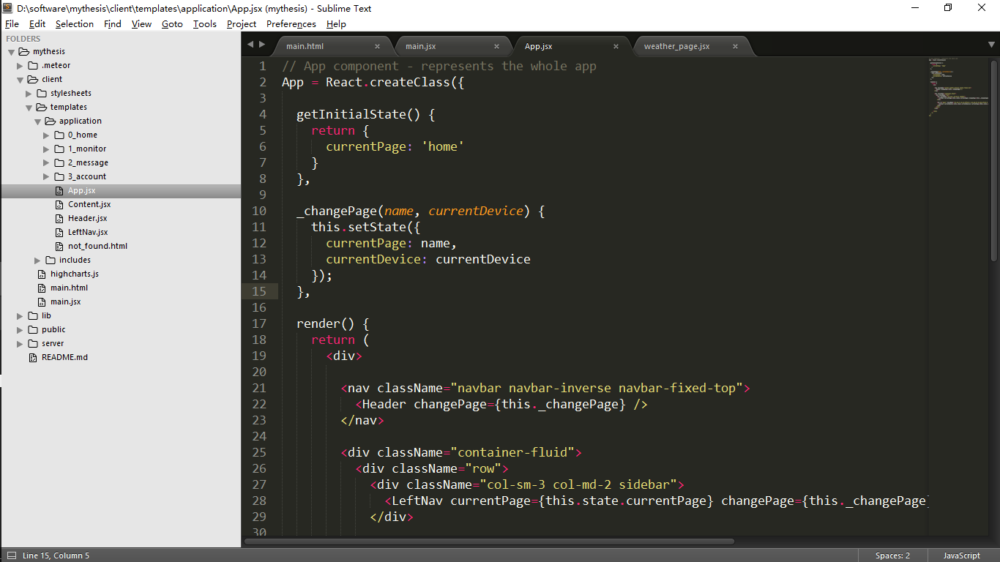 D:\software\mythesis\client\templates\application\App.jsx (mythesis) - Sublime Text
File Edit Selection Find View Goto Tools Project Preferences Help
FOLDERS
mythesis
.meteor
client
stylesheets
templates
application
0_home
1_monitor
2_message
3_account
App.jsx
Content.jsx
Header.jsx
LeftNav.jsx
not_found.html
includes
highcharts.js
main.html
main.jsx
lib
public
server
README.md
main.html × main.jsx × App.jsx × weather_page.jsx ×
1 // App component - represents the whole app
2 App = React.createClass({
3
4 getInitialState() {
5 return {
6 currentPage: 'home'
7 }
8 },
9
10 _changePage(name, currentDevice) {
11 this.setState({
12 currentPage: name,
13 currentDevice: currentDevice
14 });
15 },
16
17 render() {
18 return (
19 <div>
20
21 <nav className="navbar navbar-inverse navbar-fixed-top">
22 <Header changePage={this._changePage} />
23 </nav>
24
25 <div className="container-fluid">
26 <div className="row">
27 <div className="col-sm-3 col-md-2 sidebar">
28 <LeftNav currentPage={this.state.currentPage} changePage={this._changePage}
29 </div>
30
Line 15, Column 5 Spaces: 2 JavaScript